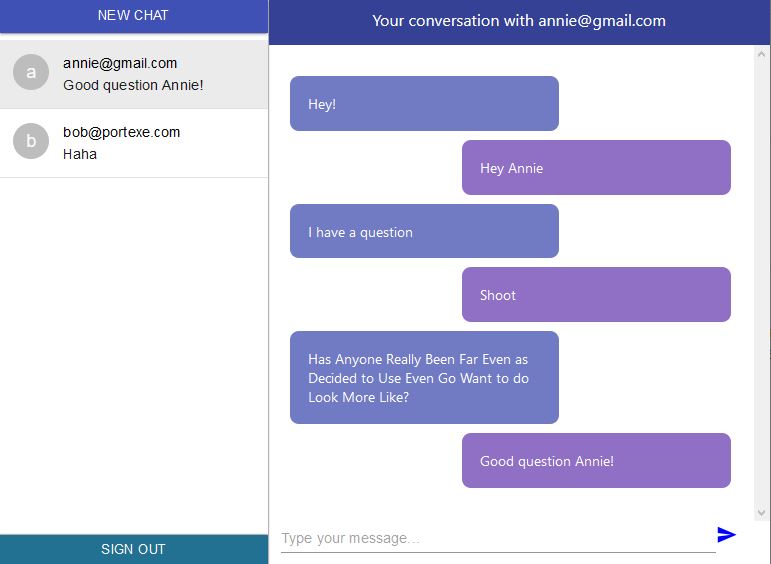 NEW CHAT
a
annie@gmail.com
Good question Annie!
b
bob@portexe.com
Haha
SIGN OUT
Your conversation with annie@gmail.com
Hey!
Hey Annie
I have a question
Shoot
Has Anyone Really Been Far Even as
Decided to Use Even Go Want to do
Look More Like?
Good question Annie!
Type your message...